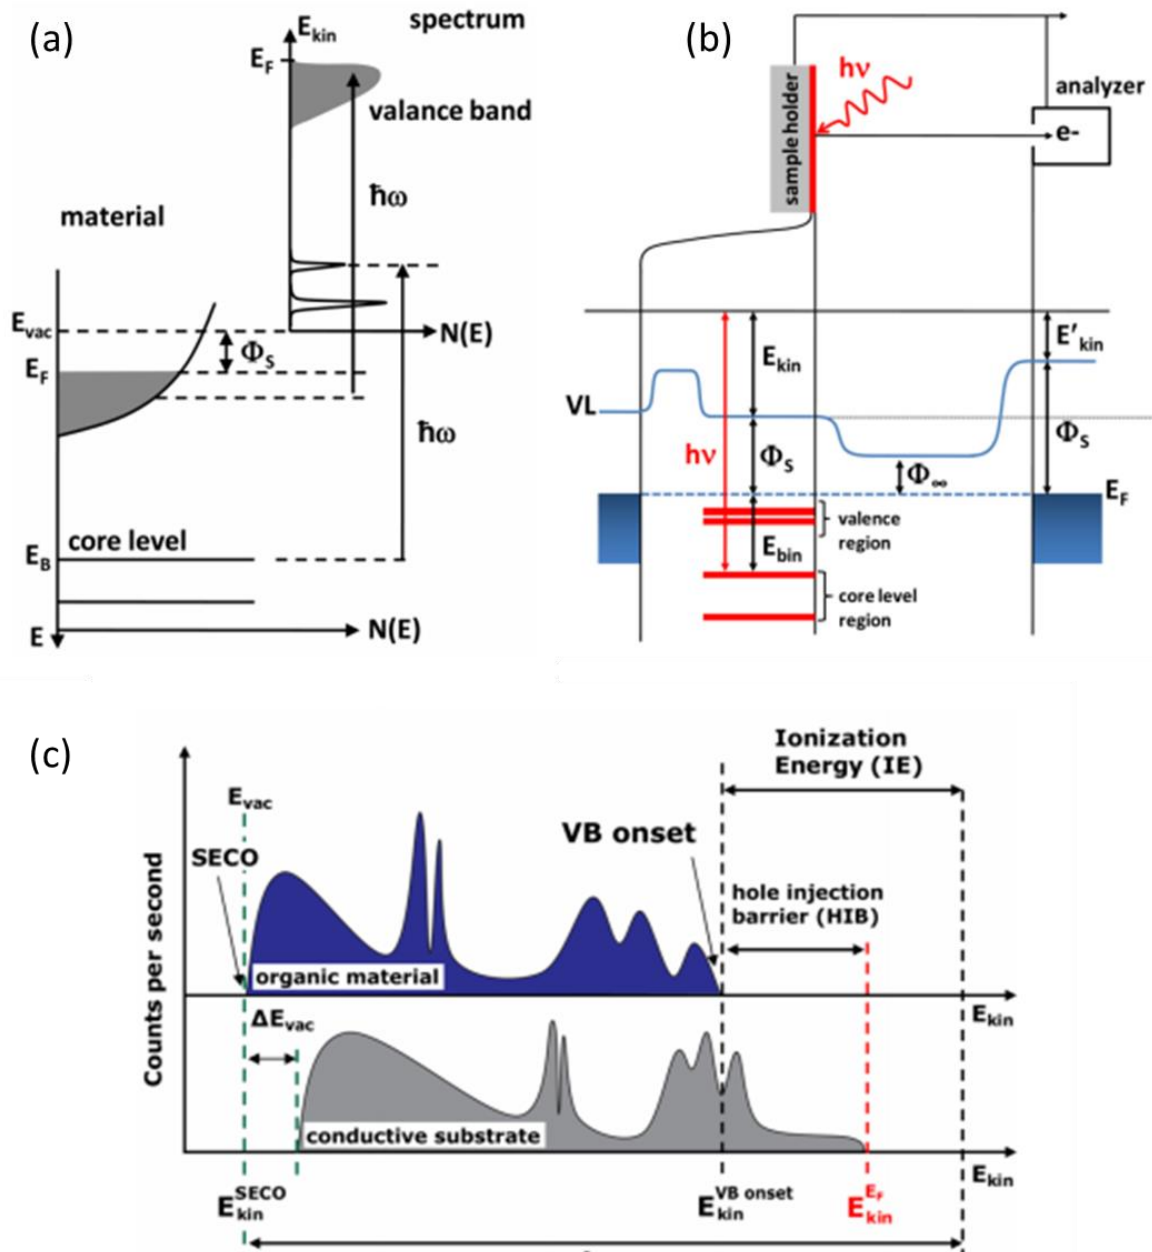 (a)
E_kin
spectrum
E_F
valance band
ħω
material
E_vac
Φ_S
N(E)
E_F
ħω
core level
E_B
N(E)
E
(b)
hν
sample holder
analyzer
e-
E'_kin
E_kin
VL
hν
Φ_S
Φ_∞
Φ_S
E_F
valence
region
E_bin
core level
region
(c)
Ionization
Energy (IE)
E_vac
SECO
VB onset
hole injection
barrier (HIB)
Counts per second
organic material
E_kin
ΔE_vac
conductive substrate
E_kin
E_kin^SECO
E_kin^VB onset
E_kin^E_F